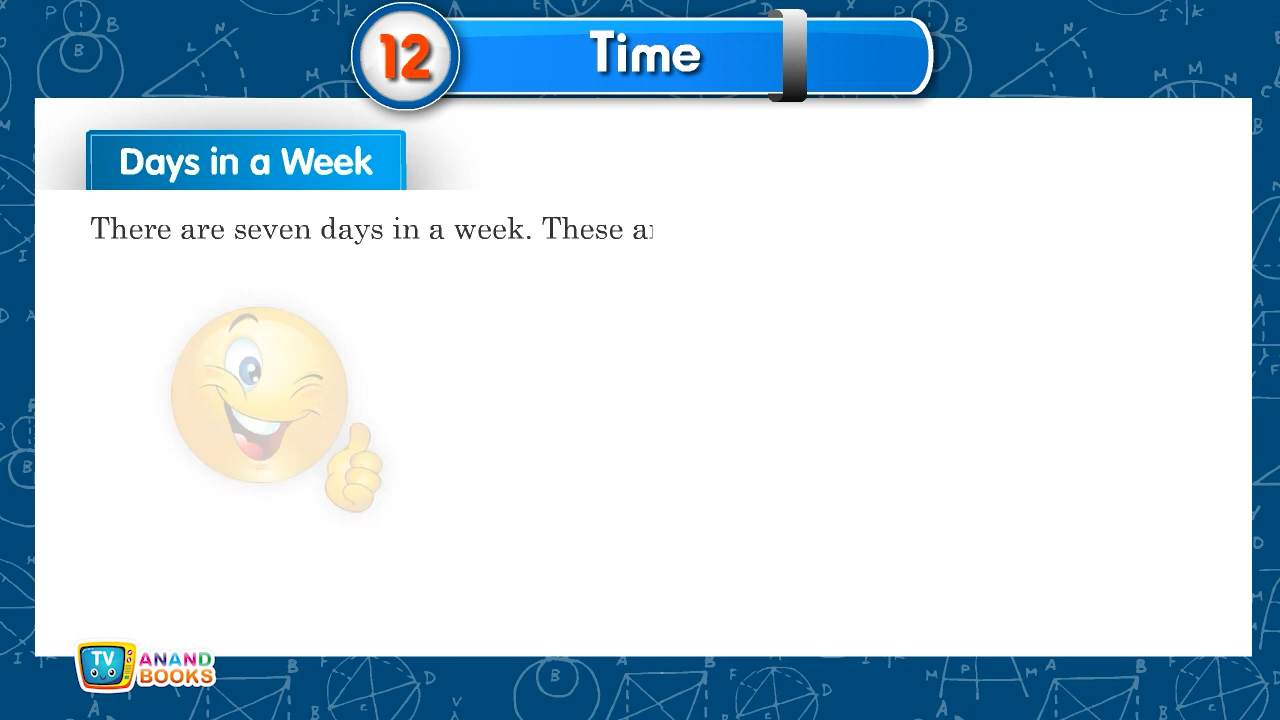 12
Time
Days in a Week
There are seven days in a week. These
TV
ANAND
BOOKS